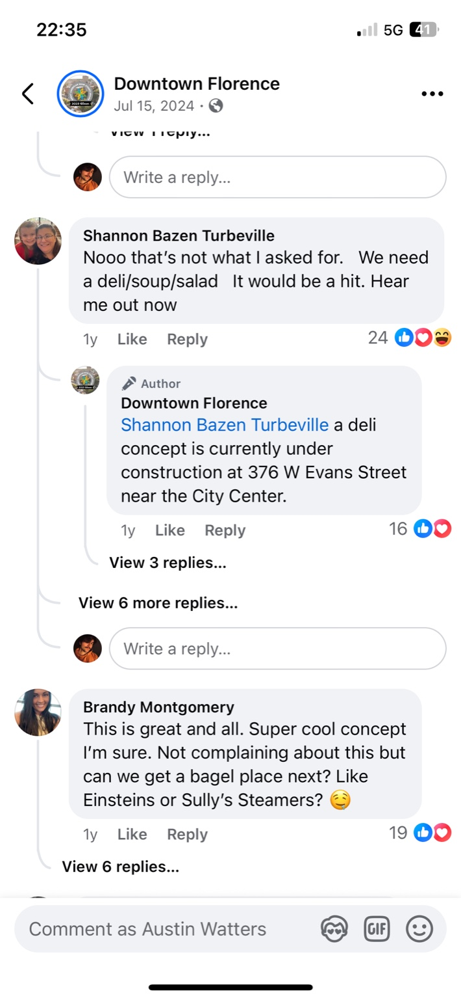 22:35
5G 41
Downtown Florence
Jul 15, 2024 ·
View 1 reply...
Write a reply...
Shannon Bazen Turbeville
Nooo that's not what I asked for.   We need
a deli/soup/salad   It would be a hit. Hear
me out now
1y Like Reply 24
Author
Downtown Florence
Shannon Bazen Turbeville a deli
concept is currently under
construction at 376 W Evans Street
near the City Center.
1y Like Reply 16
View 3 replies...
View 6 more replies...
Write a reply...
Brandy Montgomery
This is great and all. Super cool concept
I'm sure. Not complaining about this but
can we get a bagel place next? Like
Einsteins or Sully's Steamers? 🤤
1y Like Reply 19
View 6 replies...
Comment as Austin Watters GIF